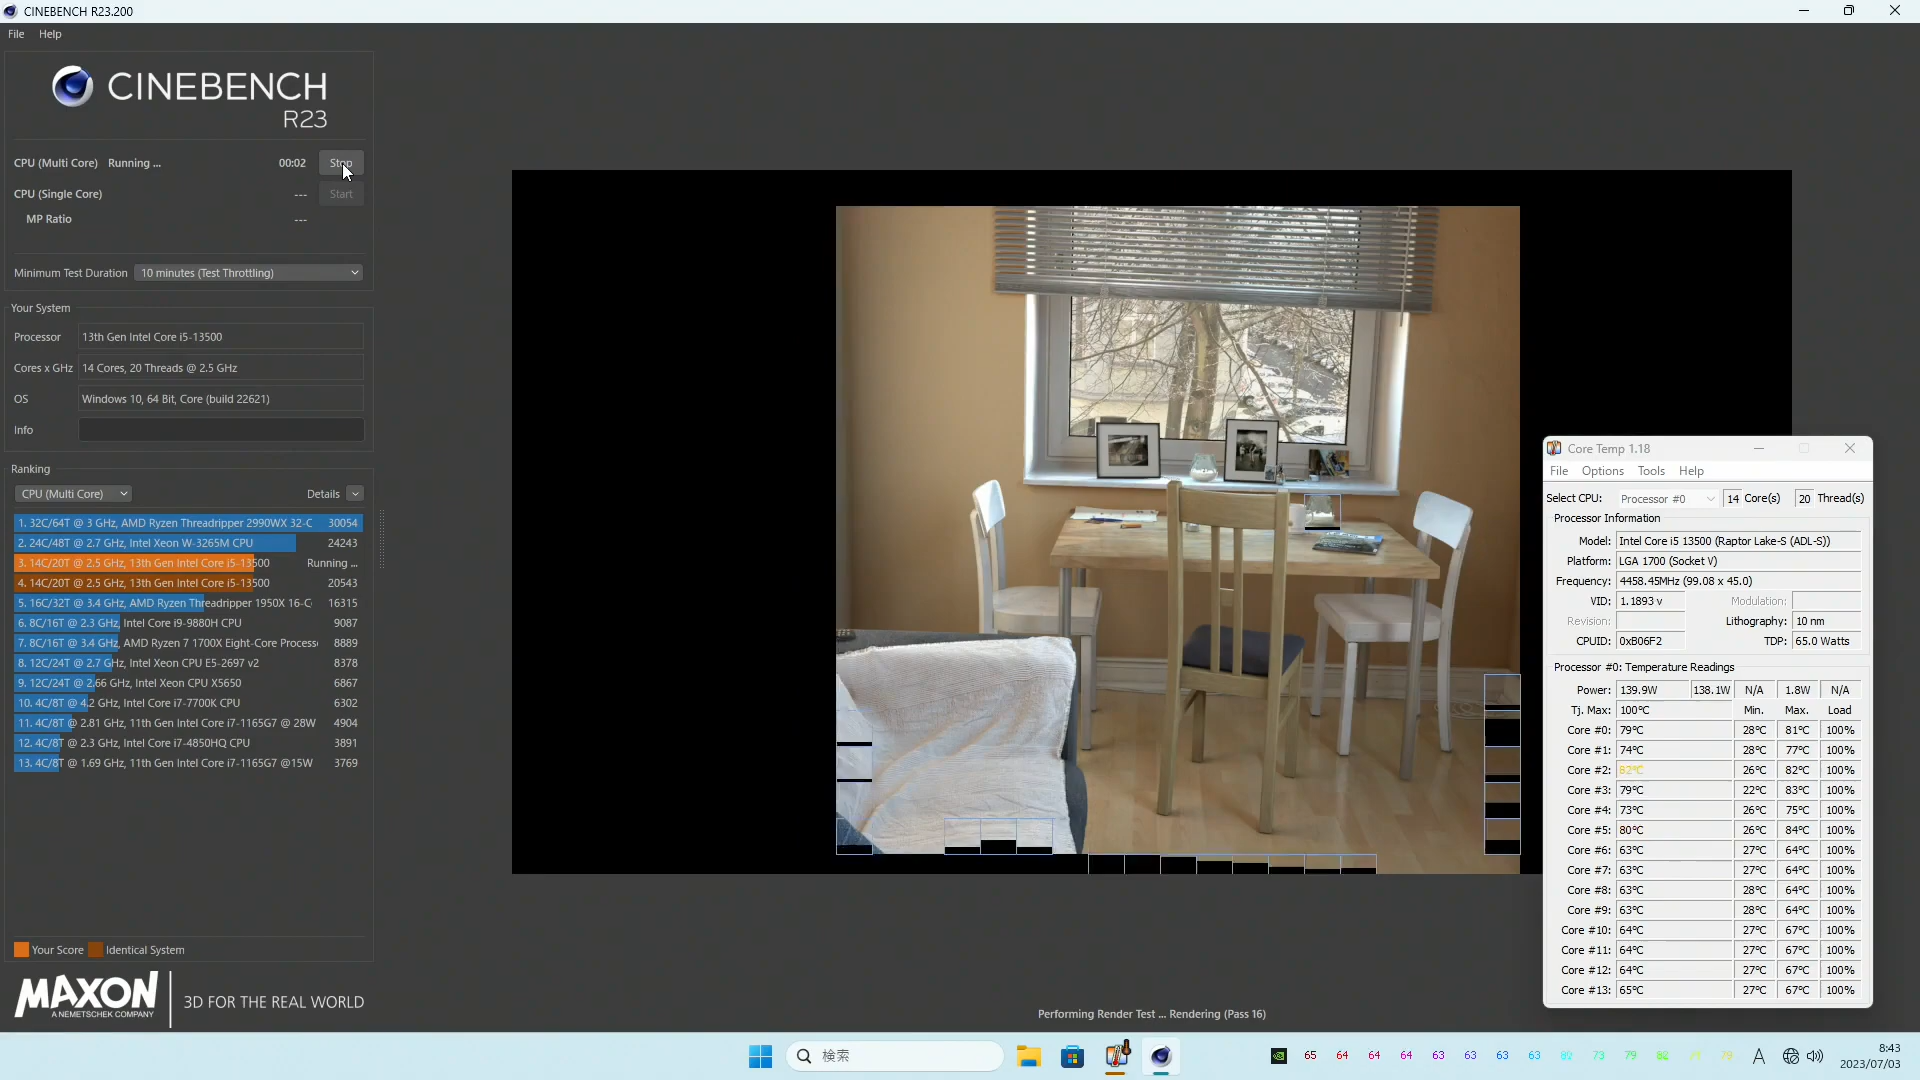 CINEBENCH R23.200
File Help
CINEBENCH
R23
CPU (Multi Core) Running ... 00:02 Stop
CPU (Single Core) --- Start
MP Ratio ---
Minimum Test Duration 10 minutes (Test Throttling)
Your System
Processor 13th Gen Intel Core i5-13500
Cores x GHz 14 Cores, 20 Threads @ 2.5 GHz
OS Windows 10, 64 Bit, Core (build 22621)
Info
Ranking
CPU (Multi Core) Details
1. 32C/64T @ 3 GHz, AMD Ryzen Threadripper 2990WX 32-C 30054
2. 24C/48T @ 2.7 GHz, Intel Xeon W-3265M CPU 24243
3. 14C/20T @ 2.5 GHz, 13th Gen Intel Core i5-13500 Running ...
4. 14C/20T @ 2.5 GHz, 13th Gen Intel Core i5-13500 20543
5. 16C/32T @ 3.4 GHz, AMD Ryzen Threadripper 1950X 16-C 16315
6. 8C/16T @ 2.3 GHz, Intel Core i9-9880H CPU 9087
7. 8C/16T @ 3.4 GHz, AMD Ryzen 7 1700X Eight-Core Process 8889
8. 12C/24T @ 2.7 GHz, Intel Xeon CPU E5-2697 v2 8378
9. 12C/24T @ 2.66 GHz, Intel Xeon CPU X5650 6867
10. 4C/8T @ 4.2 GHz, Intel Core i7-7700K CPU 6302
11. 4C/8T @ 2.81 GHz, 11th Gen Intel Core i7-1165G7 @ 28W 4904
12. 4C/8T @ 2.3 GHz, Intel Core i7-4850HQ CPU 3891
13. 4C/8T @ 1.69 GHz, 11th Gen Intel Core i7-1165G7 @15W 3769
Your Score Identical System
MAXON
A NEMETSCHEK COMPANY
3D FOR THE REAL WORLD
Performing Render Test ... Rendering (Pass 16)
Core Temp 1.18
File Options Tools Help
Select CPU: Processor #0 14 Core(s) 20 Thread(s)
Processor Information
Model: Intel Core i5 13500 (Raptor Lake-S (ADL-S))
Platform: LGA 1700 (Socket V)
Frequency: 4458.45MHz (99.08 x 45.0)
VID: 1.1893 v Modulation:
Revision: Lithography: 10 nm
CPUID: 0xB06F2 TDP: 65.0 Watts
Processor #0: Temperature Readings
Power: 139.9W 138.1W N/A 1.8W N/A
Tj. Max: 100°C Min. Max. Load
Core #0: 79°C 28°C 81°C 100%
Core #1: 74°C 28°C 77°C 100%
Core #2: 82°C 26°C 82°C 100%
Core #3: 79°C 22°C 83°C 100%
Core #4: 73°C 26°C 75°C 100%
Core #5: 80°C 26°C 84°C 100%
Core #6: 63°C 27°C 64°C 100%
Core #7: 63°C 27°C 64°C 100%
Core #8: 63°C 28°C 64°C 100%
Core #9: 63°C 28°C 64°C 100%
Core #10: 64°C 27°C 67°C 100%
Core #11: 64°C 27°C 67°C 100%
Core #12: 64°C 27°C 67°C 100%
Core #13: 65°C 27°C 67°C 100%
検索
65 64 64 64 63 63 63 63 73 79 82 79 A 8:43
2023/07/03